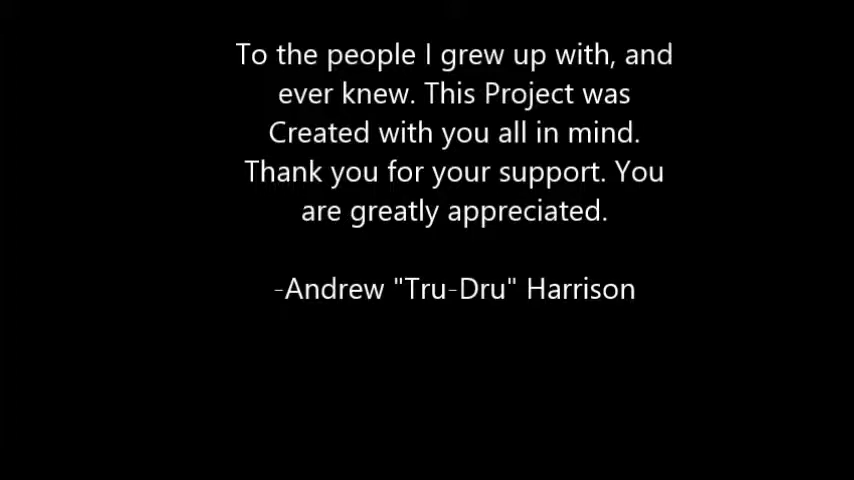 To the people I grew up with, and
ever knew. This Project was
Created with you all in mind.
Thank you for your support. You
are greatly appreciated.
-Andrew "Tru-Dru" Harrison